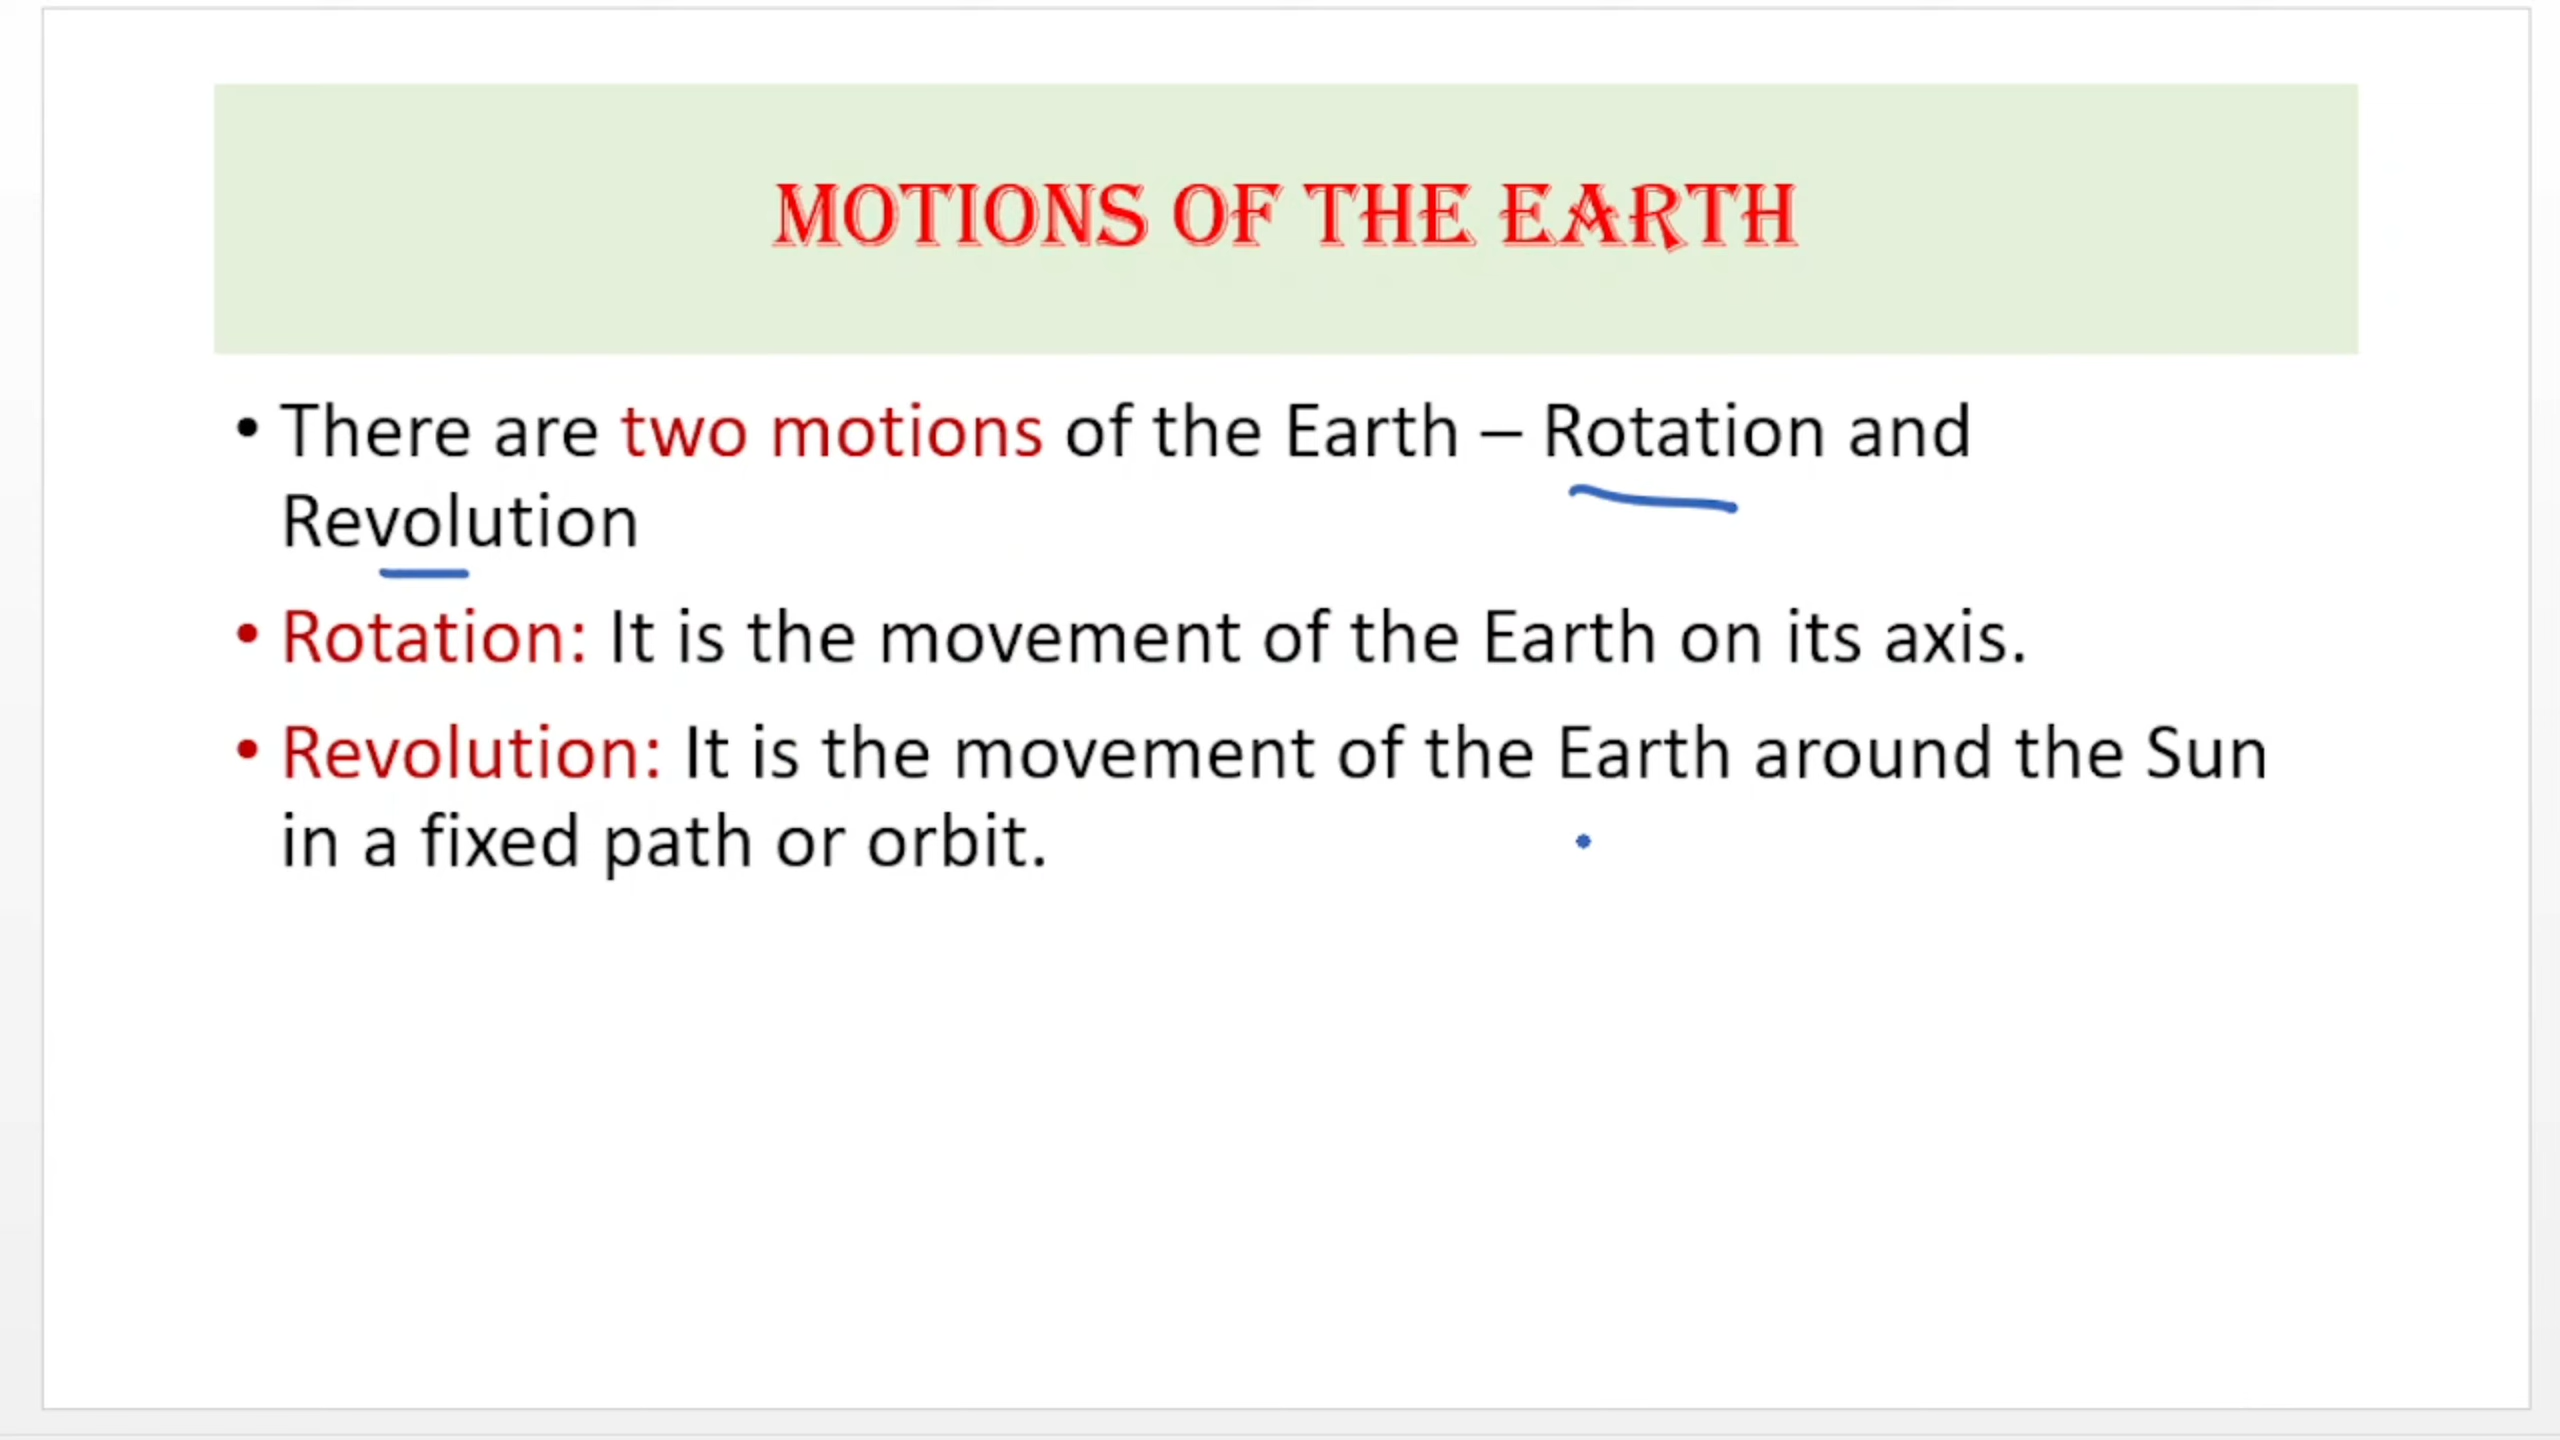 MOTIONS OF THE EARTH
• There are two motions of the Earth – Rotation and
Revolution
• Rotation: It is the movement of the Earth on its axis.
• Revolution: It is the movement of the Earth around the Sun
in a fixed path or orbit.